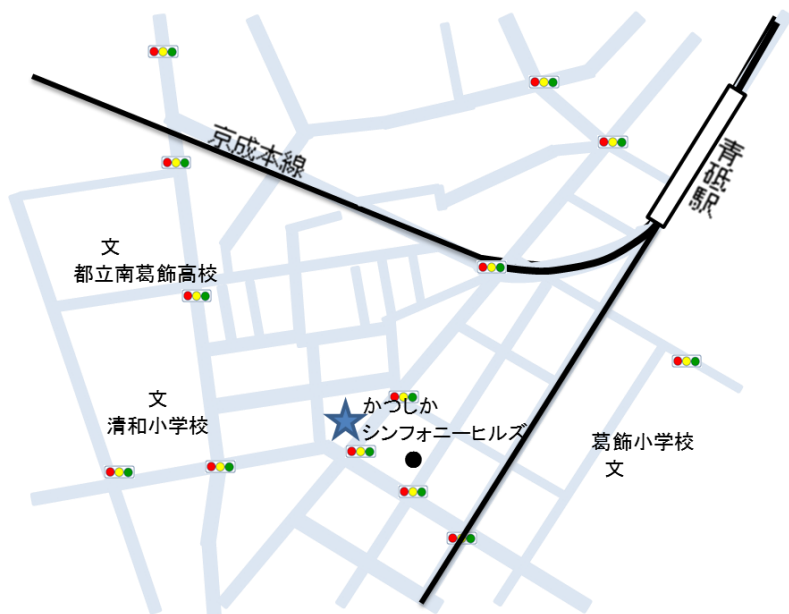 京成本線
青砥駅
文
都立南葛飾高校
文
清和小学校
かつしか
シンフォニーヒルズ
葛飾小学校
文